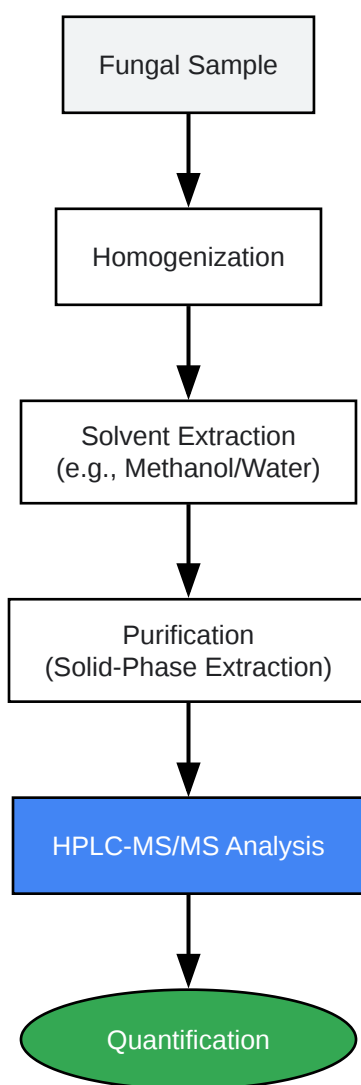 Fungal Sample
Homogenization
Solvent Extraction
(e.g., Methanol/Water)
Purification
(Solid-Phase Extraction)
HPLC-MS/MS Analysis
Quantification